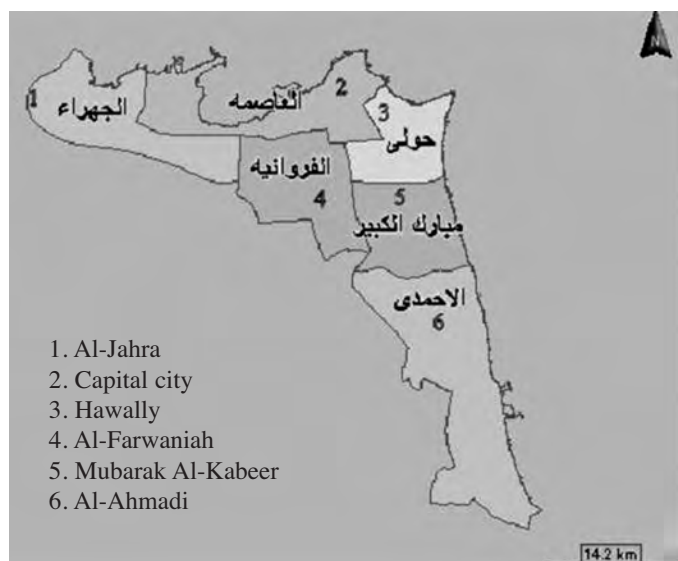 N
2
العاصمه
1
الجهراء
3
حولى
الفروانيه
4
5
مبارك الكبير
الاحمدى
6
1. Al-Jahra
2. Capital city
3. Hawally
4. Al-Farwaniah
5. Mubarak Al-Kabeer
6. Al-Ahmadi
14.2 km